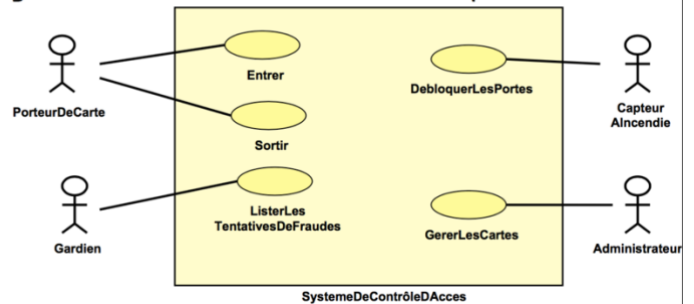 Entrer
DebloquerLesPortes
PorteurDeCarte
Capteur
AIncendie
Sortir
ListerLes
TentativesDeFraudes
GererLesCartes
Gardien
Administrateur
SystemeDeContrôleDAcces